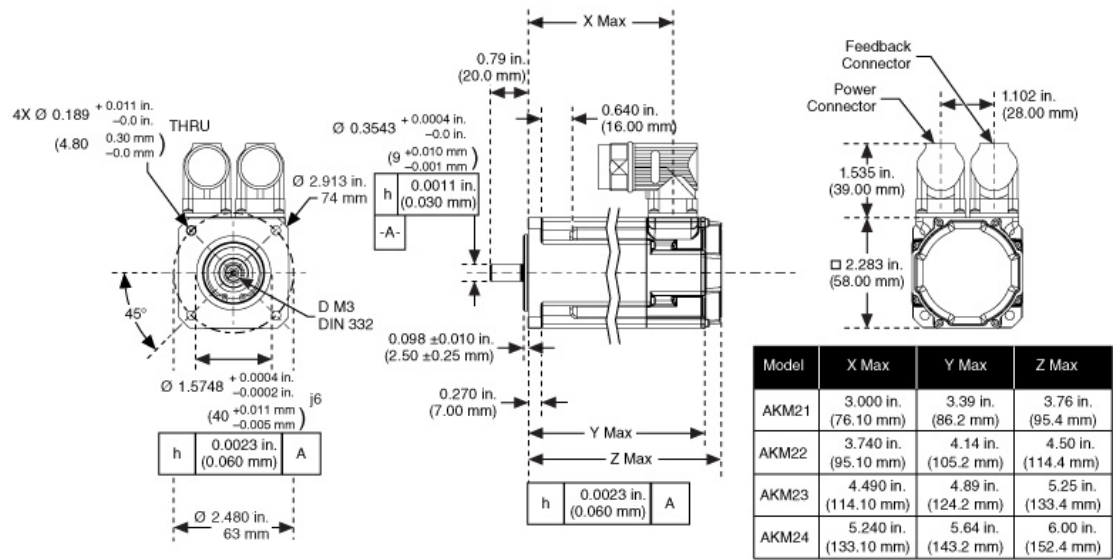 X Max
0.79 in.
(20.0 mm)
4X Ø 0.189 + 0.011 in.
–0.0 in.
THRU
(4.80 0.30 mm
–0.0 mm )
Ø 0.3543 + 0.0004 in.
–0.0 in.
(9 +0.010 mm
–0.001 mm )
0.640 in.
(16.00 mm)
Ø 2.913 in.
74 mm
h 0.0011 in.
(0.030 mm)
-A-
45°
D M3
DIN 332
Ø 1.5748 + 0.0004 in.
–0.0002 in.
j6
(40 +0.011 mm
–0.005 mm )
h 0.0023 in. A
(0.060 mm)
Ø 2.480 in.
63 mm
0.098 ±0.010 in.
(2.50 ±0.25 mm)
0.270 in.
(7.00 mm)
Y Max
Z Max
h 0.0023 in. A
(0.060 mm)
Feedback
Connector
Power
Connector
1.102 in.
(28.00 mm)
1.535 in.
(39.00 mm)
□ 2.283 in.
(58.00 mm)
Model X Max Y Max Z Max
AKM21 3.000 in. 3.39 in. 3.76 in.
(76.10 mm) (86.2 mm) (95.4 mm)
AKM22 3.740 in. 4.14 in. 4.50 in.
(95.10 mm) (105.2 mm) (114.4 mm)
AKM23 4.490 in. 4.89 in. 5.25 in.
(114.10 mm) (124.2 mm) (133.4 mm)
AKM24 5.240 in. 5.64 in. 6.00 in.
(133.10 mm) (143.2 mm) (152.4 mm)